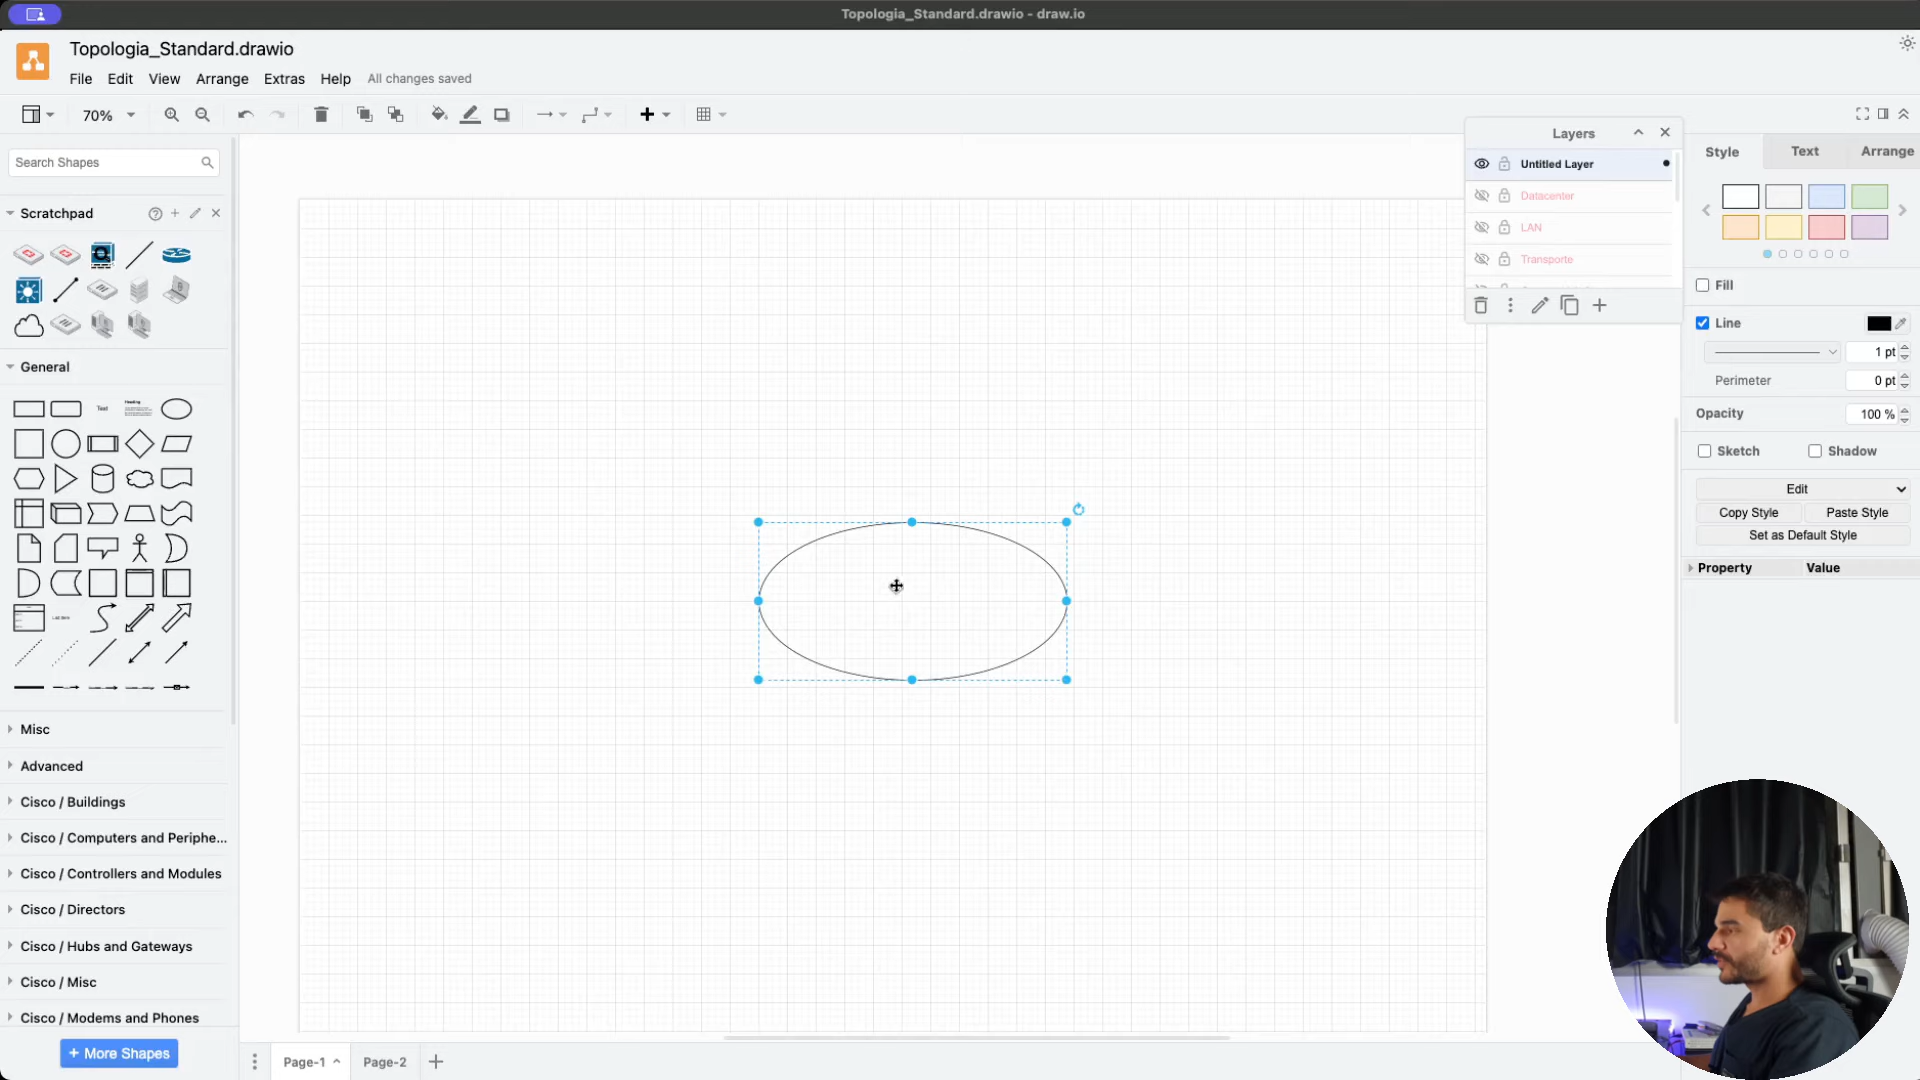 Topologia_Standard.drawio - draw.io
Topologia_Standard.drawio
File Edit View Arrange Extras Help All changes saved
70%
Search Shapes
Scratchpad
General
Text
Heading
List Item
Misc
Advanced
Cisco / Buildings
Cisco / Computers and Periphe...
Cisco / Controllers and Modules
Cisco / Directors
Cisco / Hubs and Gateways
Cisco / Misc
Cisco / Modems and Phones
+ More Shapes
Page-1
Page-2
Layers
Untitled Layer
Datacenter
LAN
Transporte
Style Text Arrange
Fill
Line
1 pt
Perimeter 0 pt
Opacity 100 %
Sketch Shadow
Edit
Copy Style Paste Style
Set as Default Style
Property Value